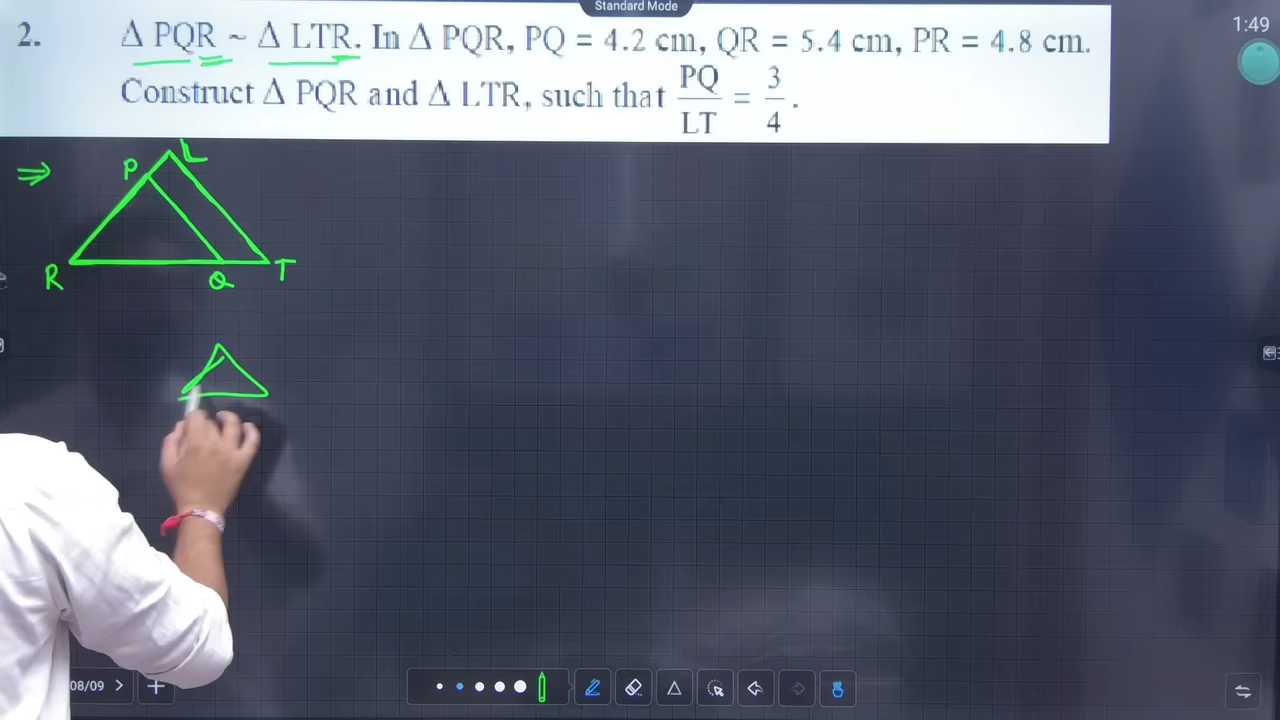 Standard Mode
1:49
2. Δ PQR ~ Δ LTR. In Δ PQR, PQ = 4.2 cm, QR = 5.4 cm, PR = 4.8 cm.
Construct Δ PQR and Δ LTR, such that PQ/LT = 3/4.
⇒
L
P
R
Q
T
08/09